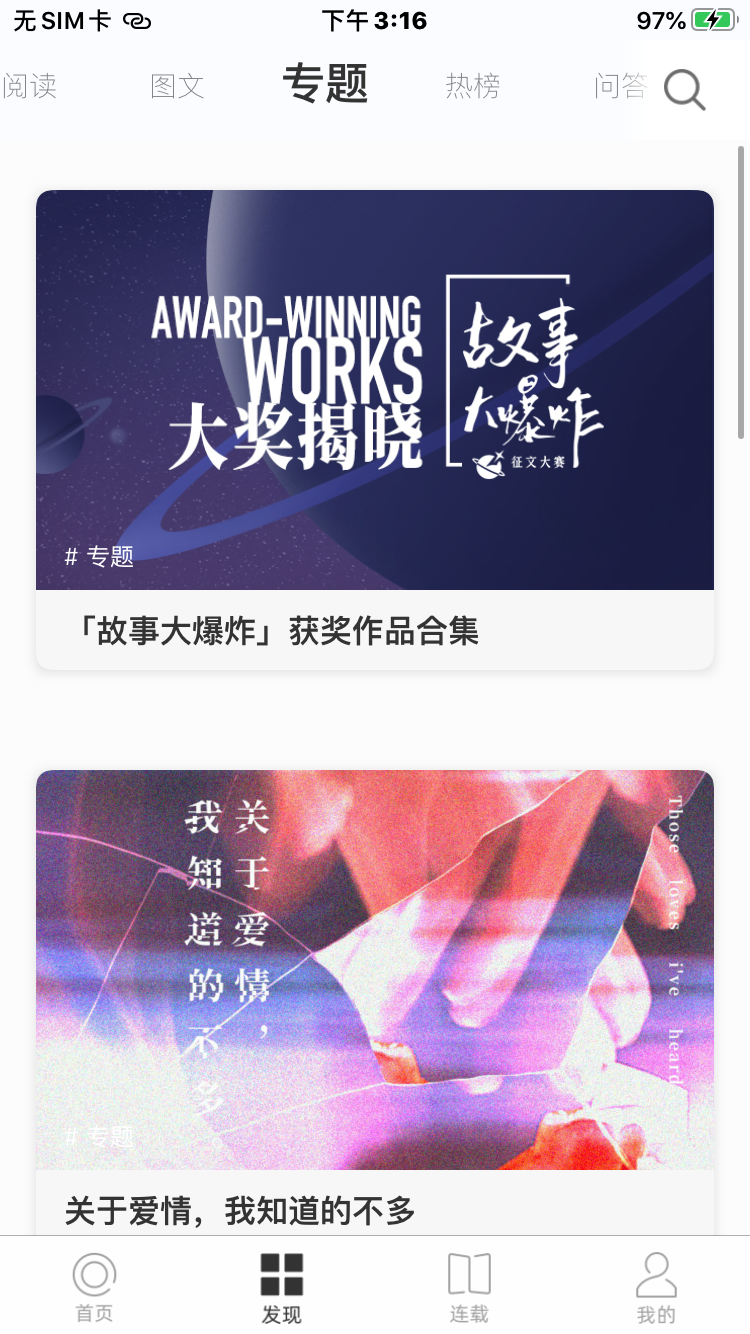 无SIM卡
下午3:16
97%
阅读
图文
专题
热榜
问答
AWARD-WINNING
WORKS
大奖揭晓
故事
大爆炸
征文大赛
# 专题
「故事大爆炸」获奖作品合集
关于爱情，
我知道的不多
Those loves i've heard
# 专题
关于爱情，我知道的不多
首页
发现
连载
我的